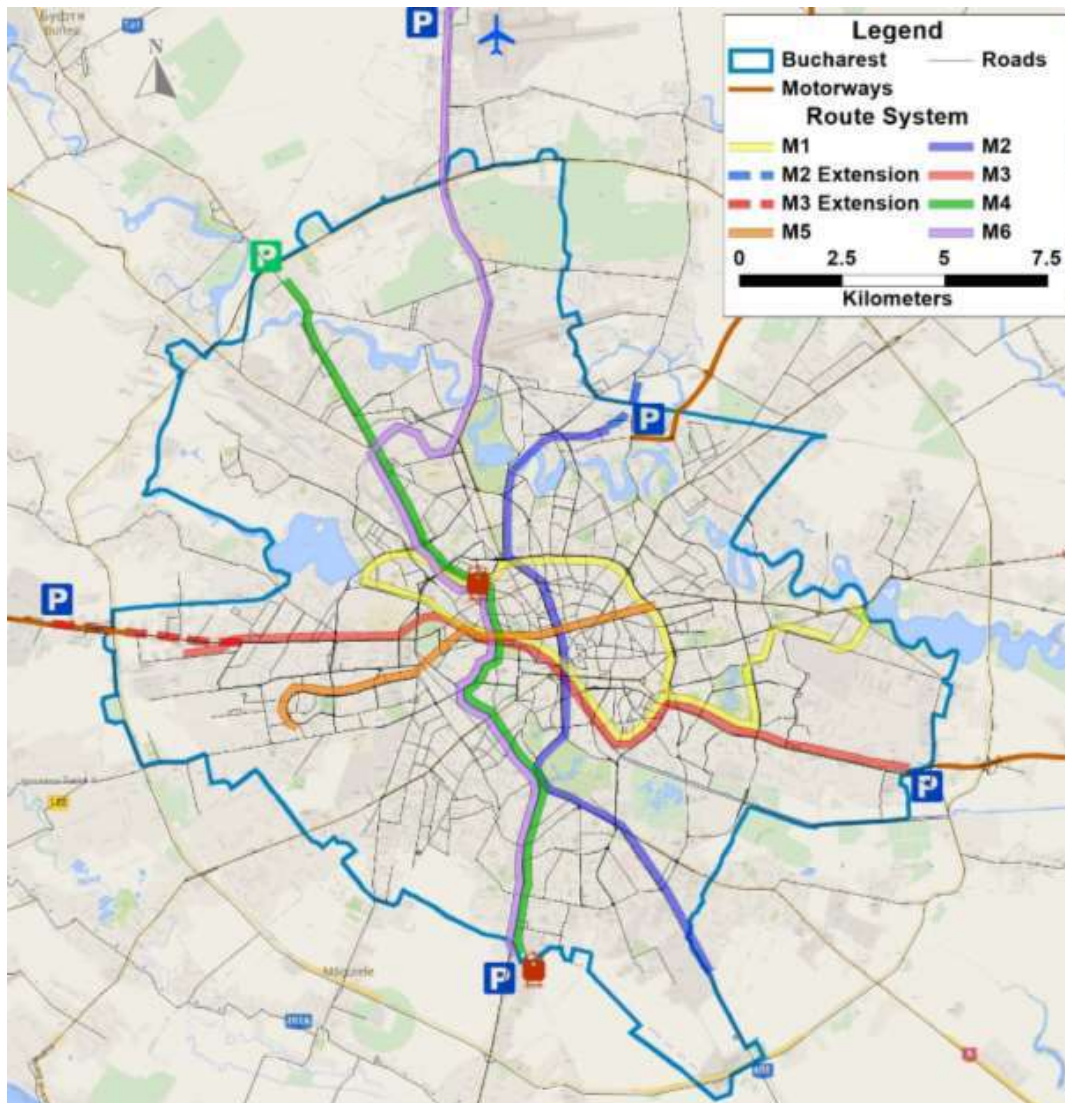 P
N
Legend
Bucharest
Roads
Motorways
Route System
M1
M2
M2 Extension
M3
M3 Extension
M4
M5
M6
0 2.5 5 7.5
Kilometers
P
P
P
P
P
Măgurele